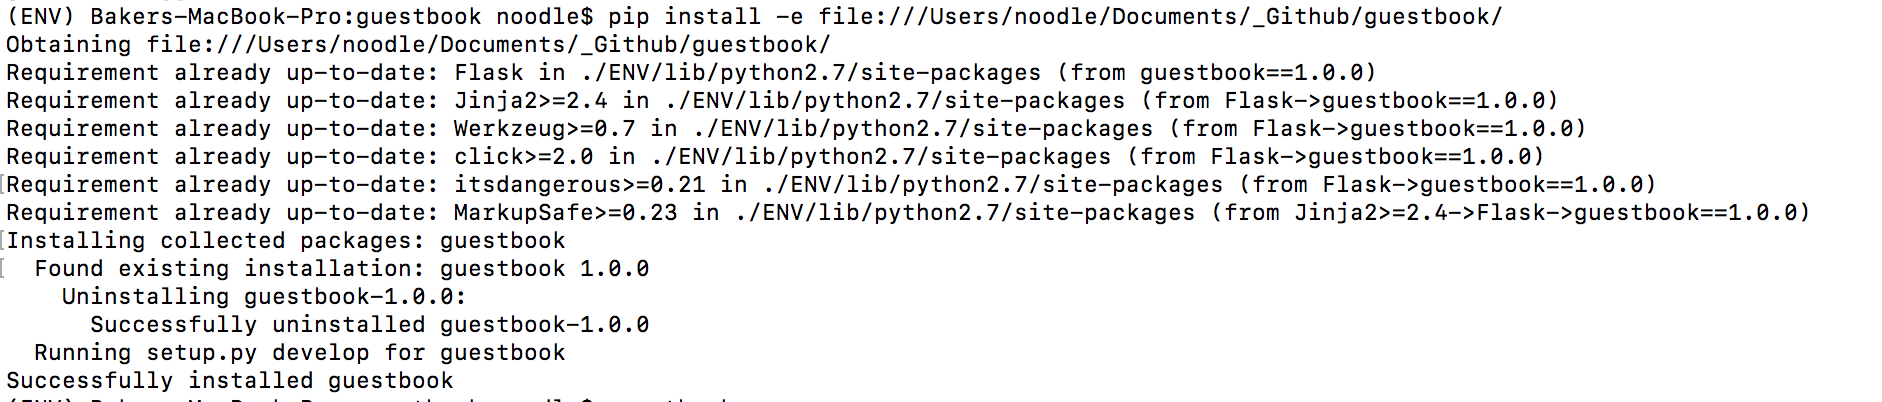 (ENV) Bakers-MacBook-Pro:guestbook noodle$ pip install -e file:///Users/noodle/Documents/_Github/guestbook/
Obtaining file:///Users/noodle/Documents/_Github/guestbook/
Requirement already up-to-date: Flask in ./ENV/lib/python2.7/site-packages (from guestbook==1.0.0)
Requirement already up-to-date: Jinja2>=2.4 in ./ENV/lib/python2.7/site-packages (from Flask->guestbook==1.0.0)
Requirement already up-to-date: Werkzeug>=0.7 in ./ENV/lib/python2.7/site-packages (from Flask->guestbook==1.0.0)
Requirement already up-to-date: click>=2.0 in ./ENV/lib/python2.7/site-packages (from Flask->guestbook==1.0.0)
Requirement already up-to-date: itsdangerous>=0.21 in ./ENV/lib/python2.7/site-packages (from Flask->guestbook==1.0.0)
Requirement already up-to-date: MarkupSafe>=0.23 in ./ENV/lib/python2.7/site-packages (from Jinja2>=2.4->Flask->guestbook==1.0.0)
Installing collected packages: guestbook
  Found existing installation: guestbook 1.0.0
    Uninstalling guestbook-1.0.0:
      Successfully uninstalled guestbook-1.0.0
  Running setup.py develop for guestbook
Successfully installed guestbook